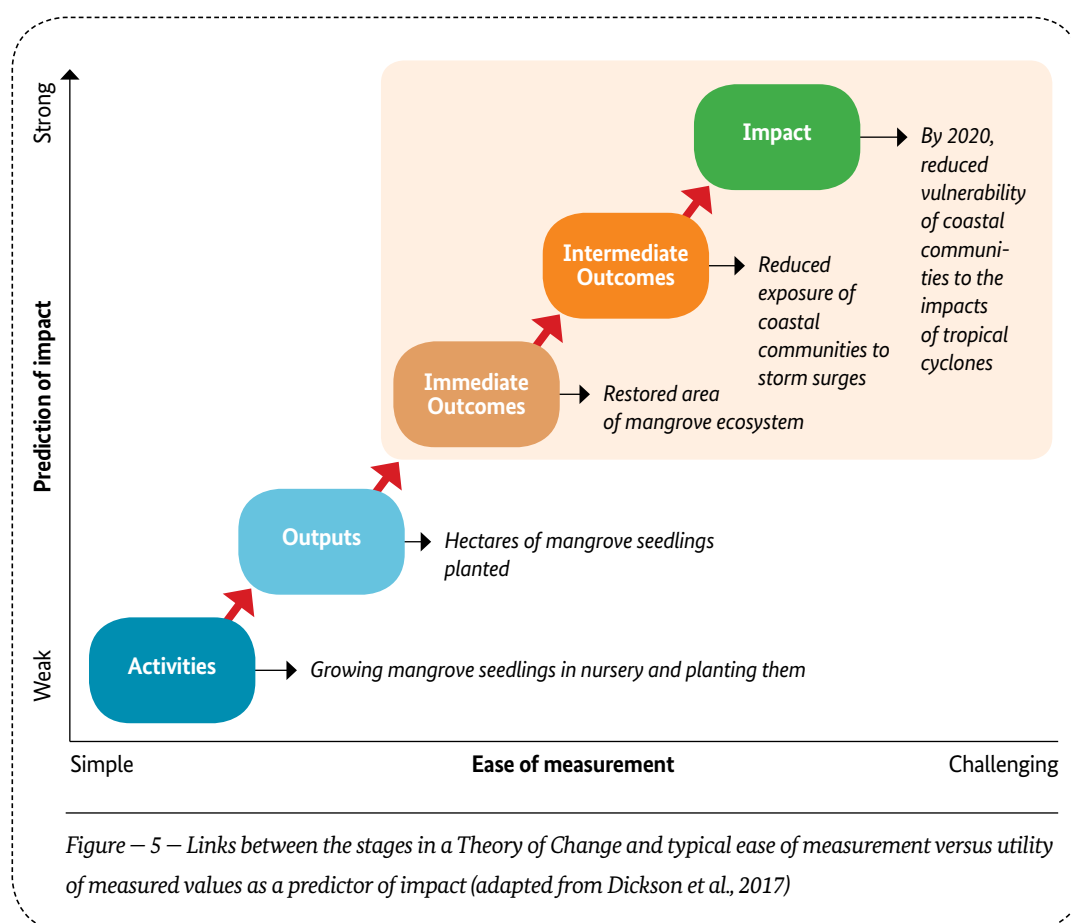 Strong
Prediction of impact
Weak
Impact
By 2020,
reduced
vulnerability
of coastal
communi-
ties to the
impacts
of tropical
cyclones
Intermediate
Outcomes
Reduced
exposure of
coastal
communities to
storm surges
Immediate
Outcomes
Restored area
of mangrove ecosystem
Outputs
Hectares of mangrove seedlings
planted
Activities
Growing mangrove seedlings in nursery and planting them
Simple
Ease of measurement
Challenging
Figure – 5 – Links between the stages in a Theory of Change and typical ease of measurement versus utility
of measured values as a predictor of impact (adapted from Dickson et al., 2017)